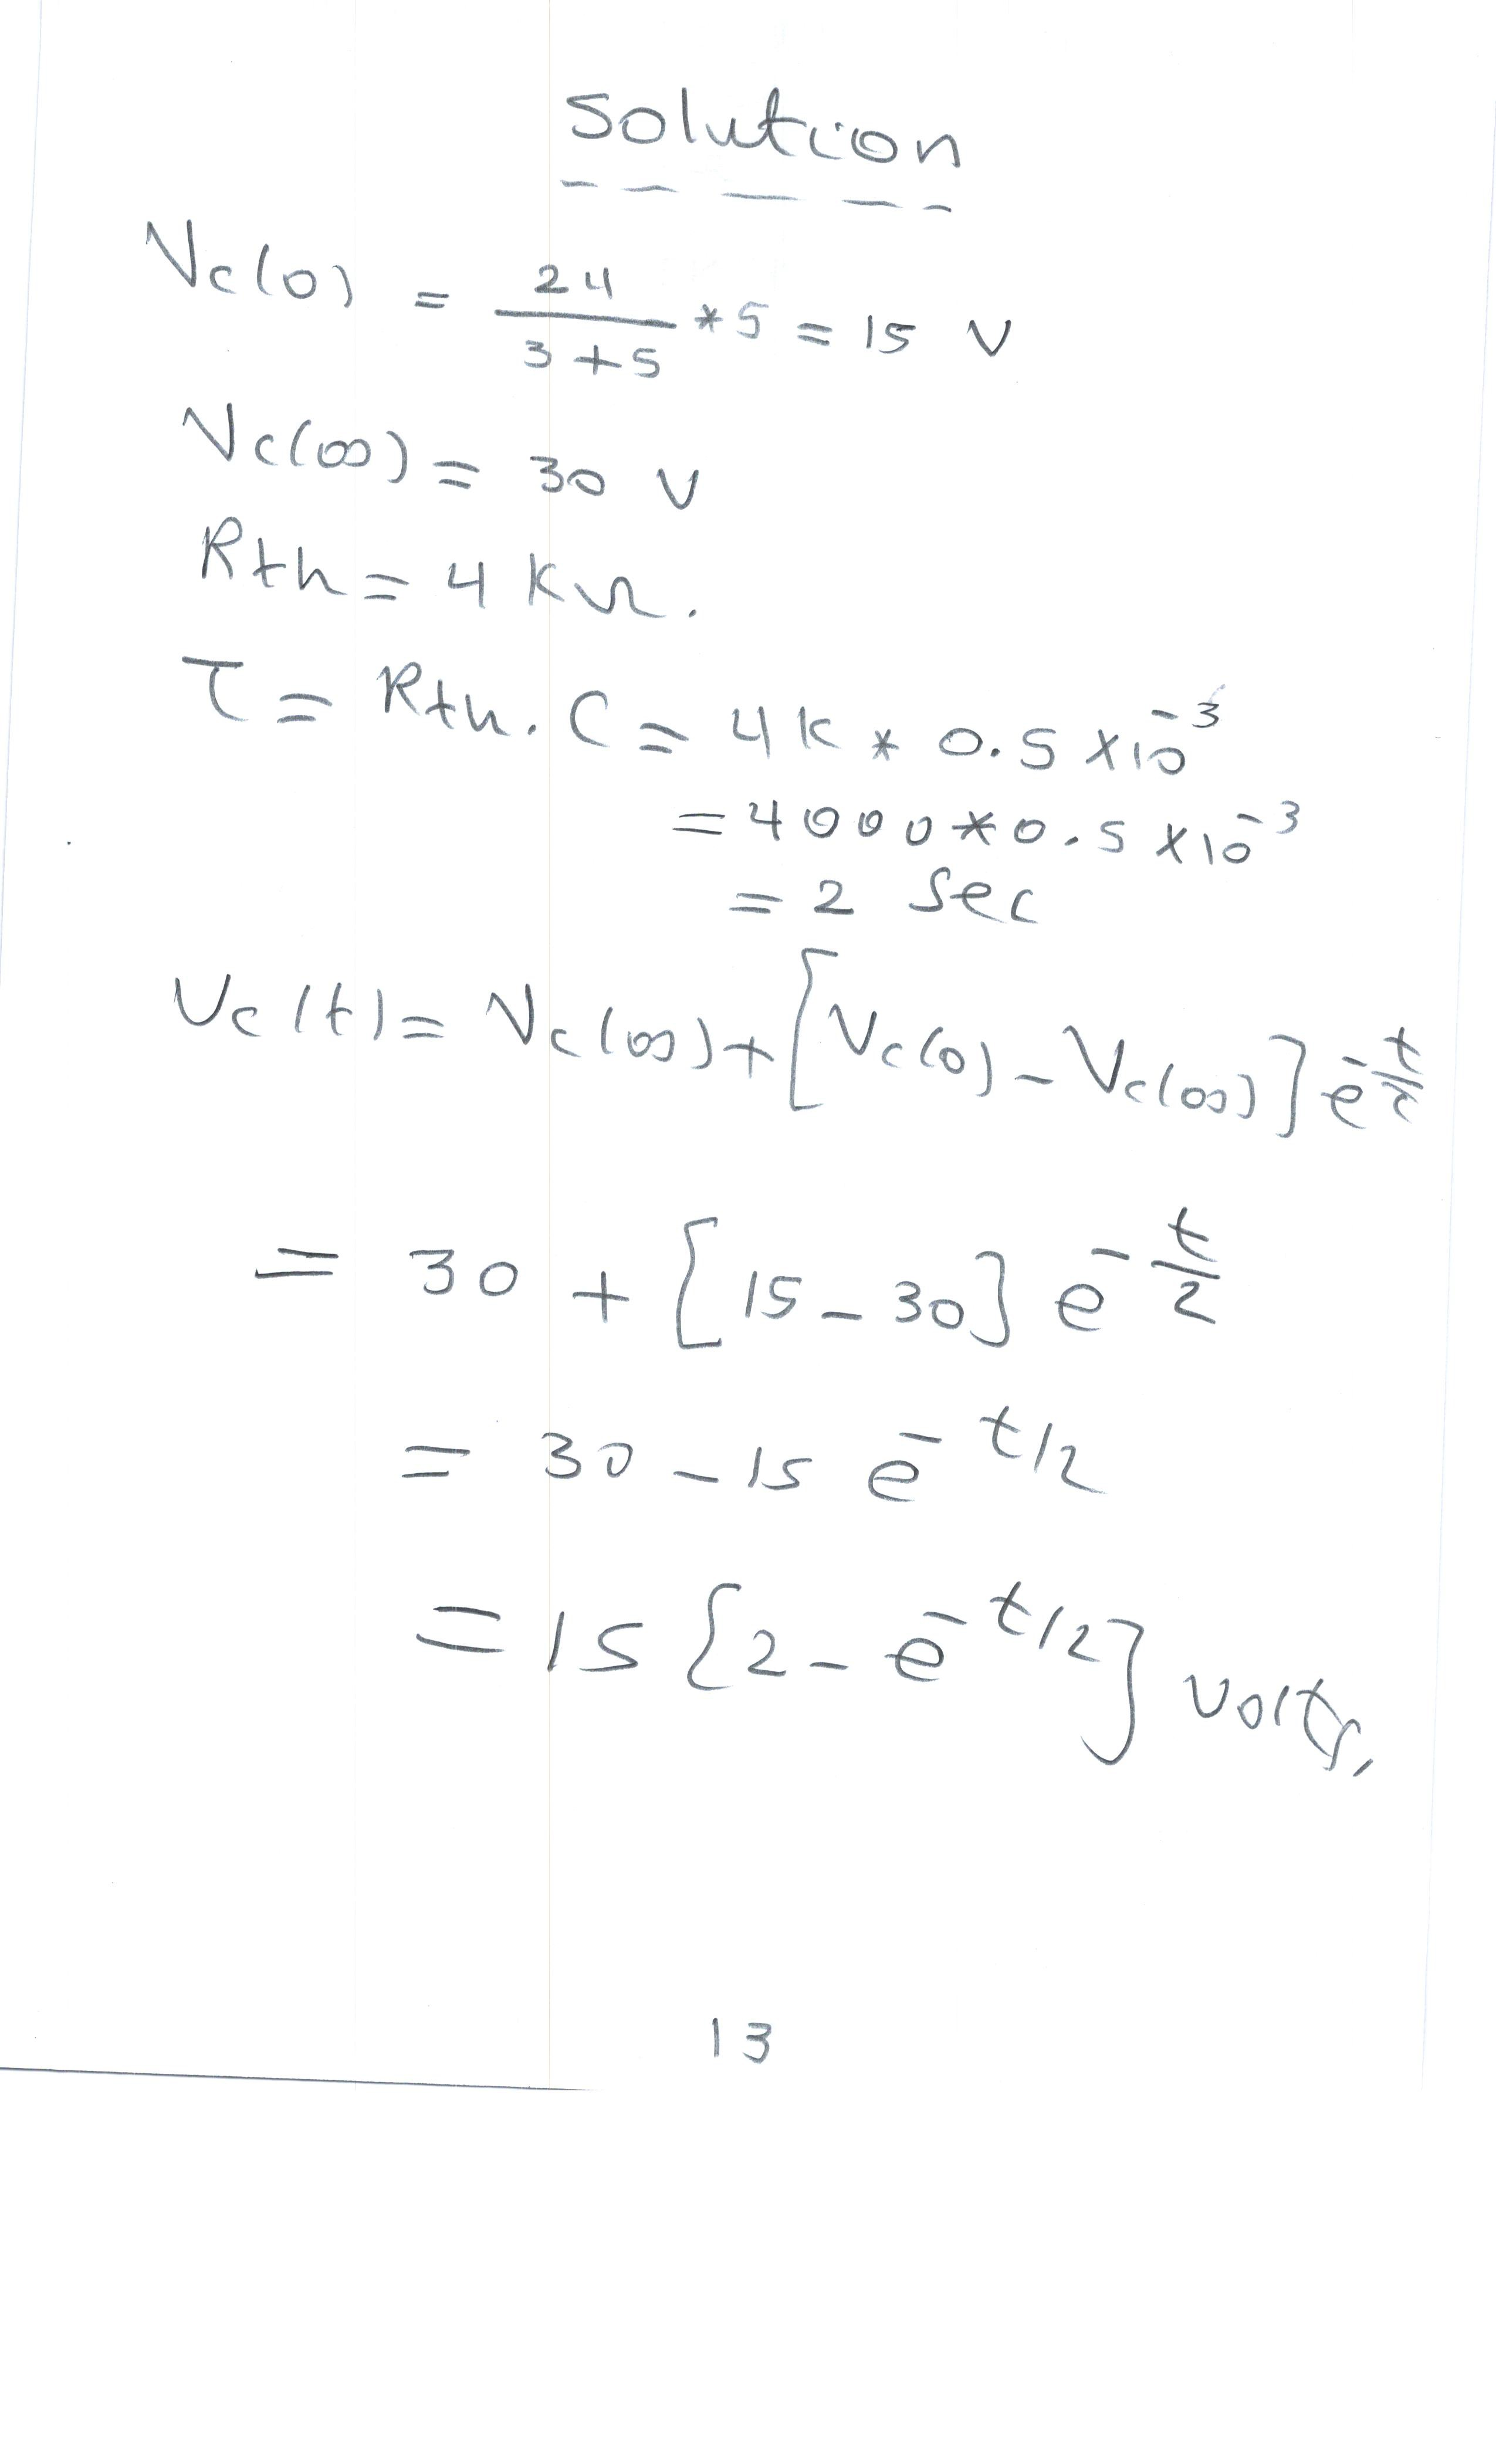 Solution
Vc(0) = 24/(3+5) * 5 = 15 V
Vc(∞) = 30 V
Rth = 4 kΩ.
τ = Rth . C = 4k * 0.5 x 10^-3
= 4000 * 0.5 x 10^-3
= 2 Sec
Vc(t) = Vc(∞) + [Vc(0) - Vc(∞)] e^-t/τ
= 30 + [15 - 30] e^-t/2
= 30 - 15 e^-t/2
= 15 {2 - e^-t/2} volts,
13